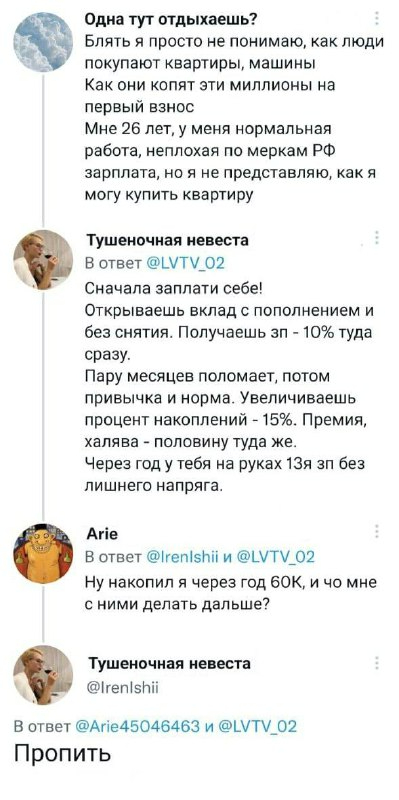 Одна тут отдыхаешь?
Блять я просто не понимаю, как люди
покупают квартиры, машины
Как они копят эти миллионы на
первый взнос
Мне 26 лет, у меня нормальная
работа, неплохая по меркам РФ
зарплата, но я не представляю, как я
могу купить квартиру
Тушеночная невеста
В ответ @LVTV_02
Сначала заплати себе!
Открываешь вклад с пополнением и
без снятия. Получаешь зп - 10% туда
сразу.
Пару месяцев поломает, потом
привычка и норма. Увеличиваешь
процент накоплений - 15%. Премия,
халява - половину туда же.
Через год у тебя на руках 13я зп без
лишнего напряга.
Arie
В ответ @IrenIshii и @LVTV_02
Ну накопил я через год 60К, и чо мне
с ними делать дальше?
Тушеночная невеста
@IrenIshii
В ответ @Arie45046463 и @LVTV_02
Пропить